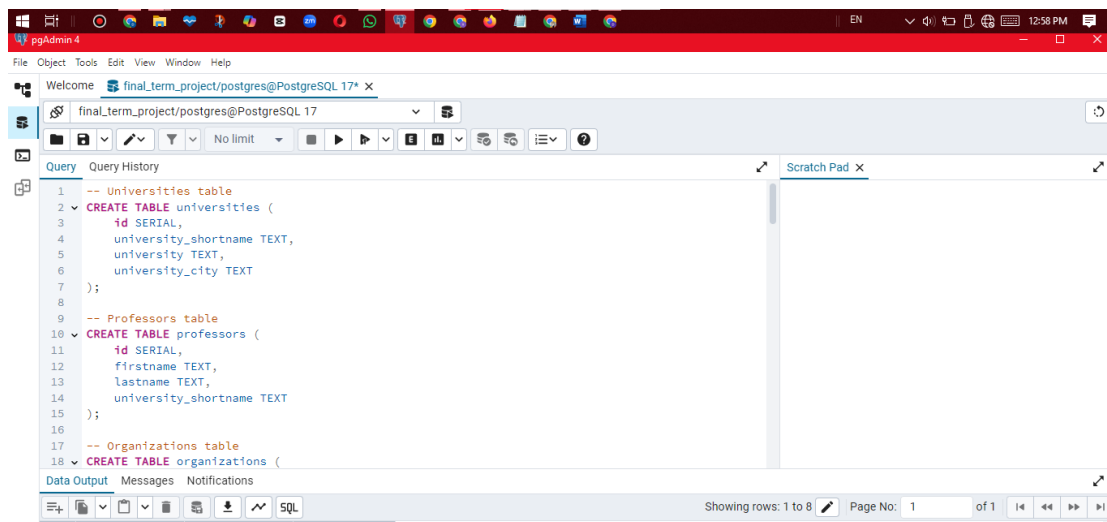 EN
12:58 PM
pgAdmin 4
File Object Tools Edit View Window Help
Welcome final_term_project/postgres@PostgreSQL 17*
final_term_project/postgres@PostgreSQL 17
No limit
Query Query History
Scratch Pad
1 -- Universities table
2 CREATE TABLE universities (
3 id SERIAL,
4 university_shortname TEXT,
5 university TEXT,
6 university_city TEXT
7 );
8
9 -- Professors table
10 CREATE TABLE professors (
11 id SERIAL,
12 firstname TEXT,
13 lastname TEXT,
14 university_shortname TEXT
15 );
16
17 -- Organizations table
18 CREATE TABLE organizations (
Data Output Messages Notifications
SQL Showing rows: 1 to 8 Page No: 1 of 1